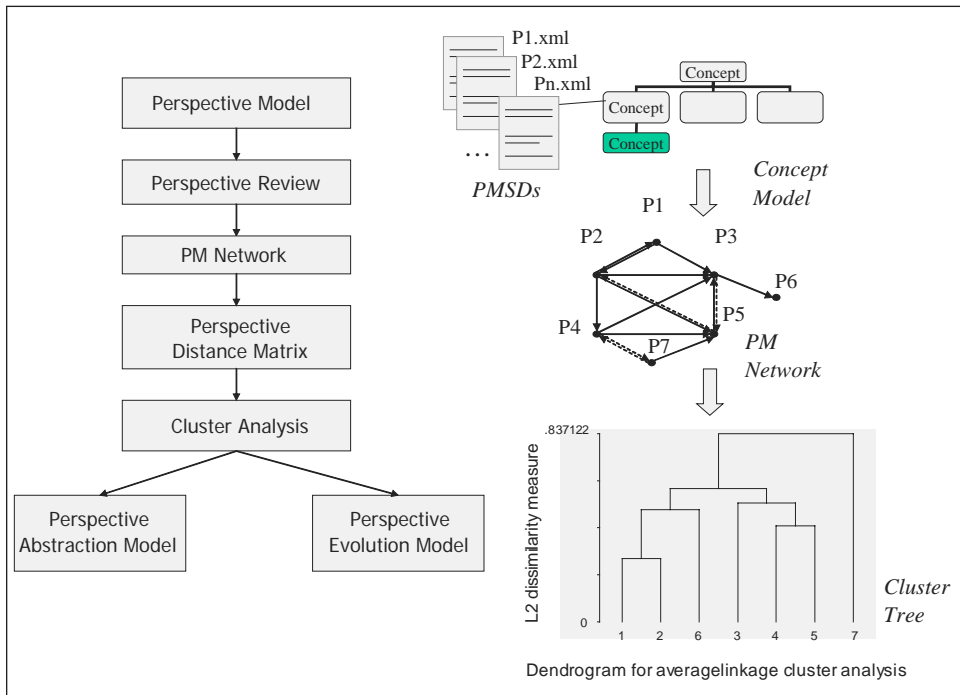 Perspective Model
Perspective Review
PM Network
Perspective
Distance Matrix
Cluster Analysis
Perspective
Abstraction Model
Perspective
Evolution Model
P1.xml
P2.xml
Pn.xml
...
PMSDs
Concept
Concept
Concept
Concept
Model
P1
P2
P3
P6
P4
P5
P7
PM
Network
.837122
L2 dissimilarity measure
0
1 2 6 3 4 5 7
Cluster
Tree
Dendrogram for averagelinkage cluster analysis